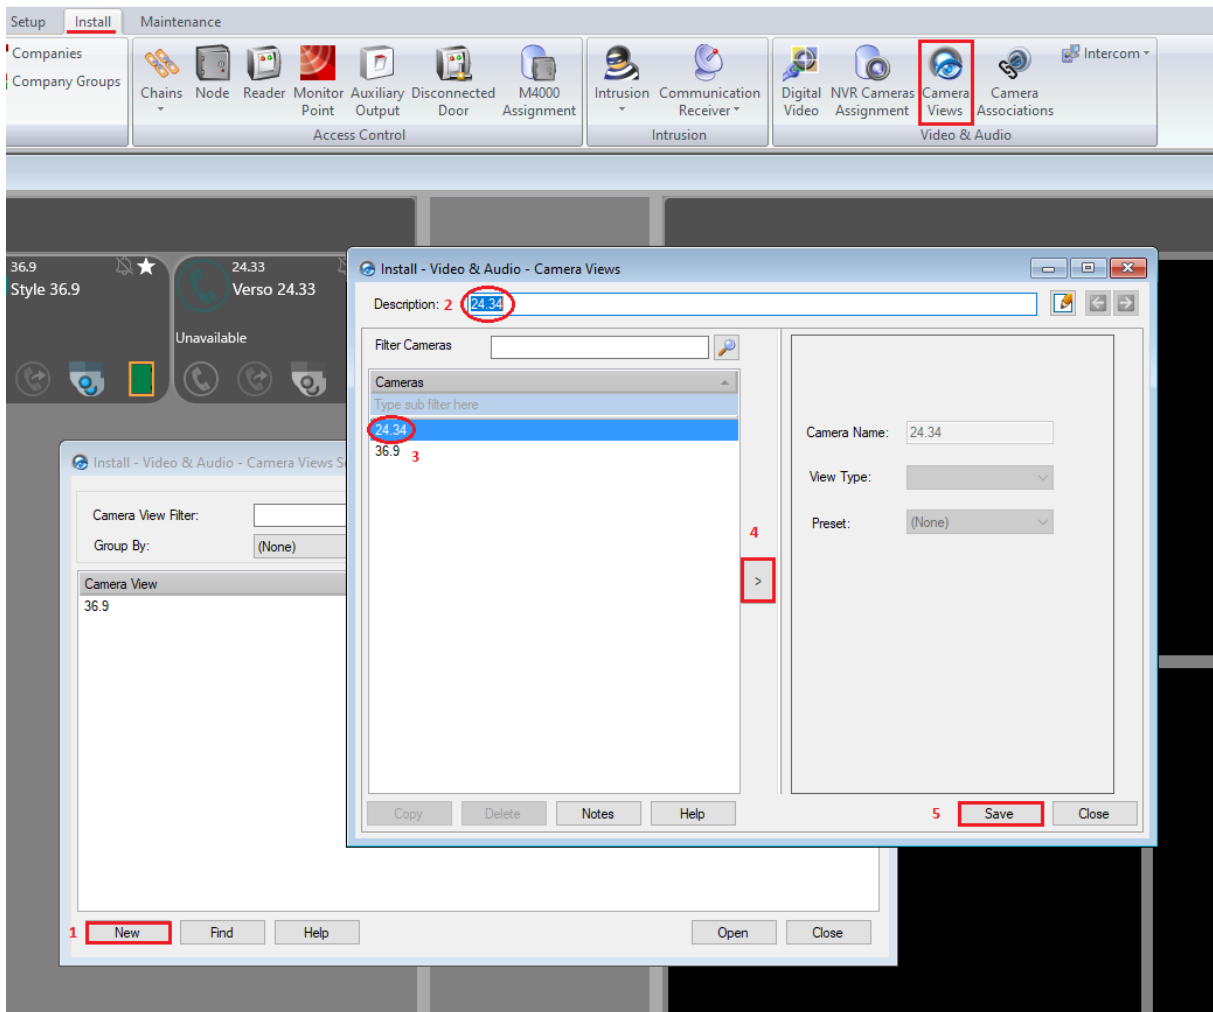 Setup Install Maintenance
Companies
Company Groups
Chains Node Reader Monitor Point Auxiliary Output Disconnected Door M4000 Assignment
Access Control
Intrusion Communication Receiver
Intrusion
Digital Video NVR Cameras Assignment Camera Views Camera Associations
Intercom
Video & Audio
36.9
Style 36.9
24.33
Verso 24.33
Unavailable
Install - Video & Audio - Camera Views
Description: 2 24.34
Filter Cameras
Cameras
Type sub filter here
24.34
36.9 3
4
>
Camera Name: 24.34
View Type:
Preset: (None)
Copy Delete Notes Help 5 Save Close
Install - Video & Audio - Camera Views S
Camera View Filter:
Group By: (None)
Camera View
36.9
1 New Find Help Open Close